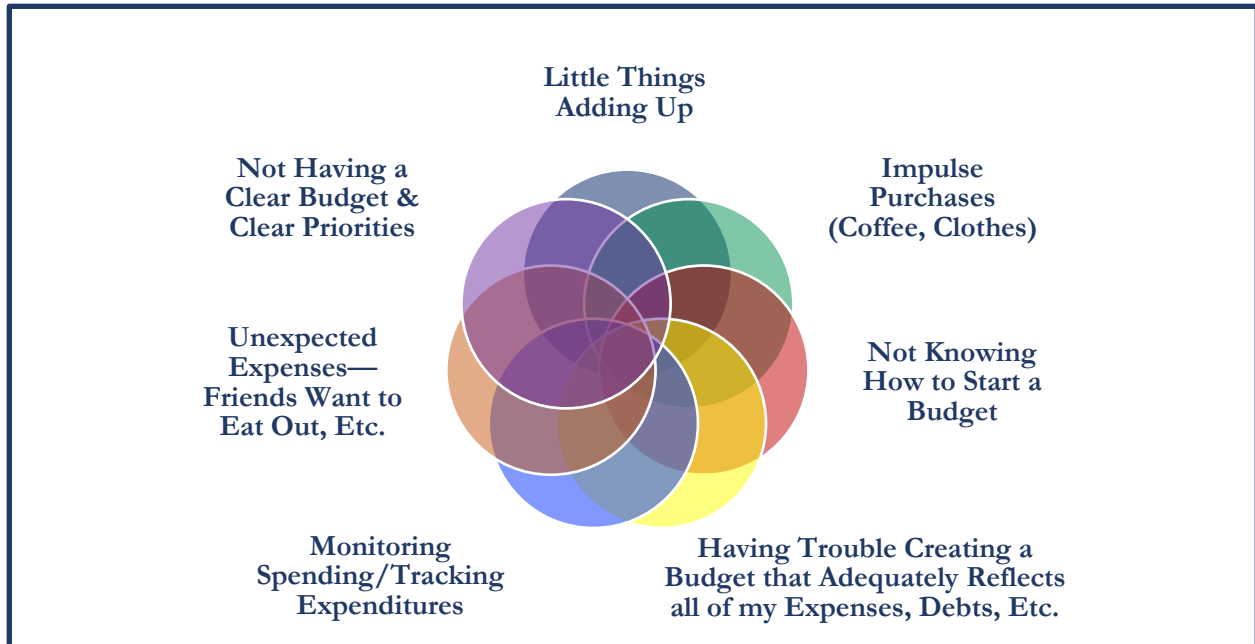 Little Things
Adding Up
Impulse
Purchases
(Coffee, Clothes)
Not Knowing
How to Start a
Budget
Having Trouble Creating a
Budget that Adequately Reflects
all of my Expenses, Debts, Etc.
Monitoring
Spending/Tracking
Expenditures
Unexpected
Expenses—
Friends Want to
Eat Out, Etc.
Not Having a
Clear Budget &
Clear Priorities